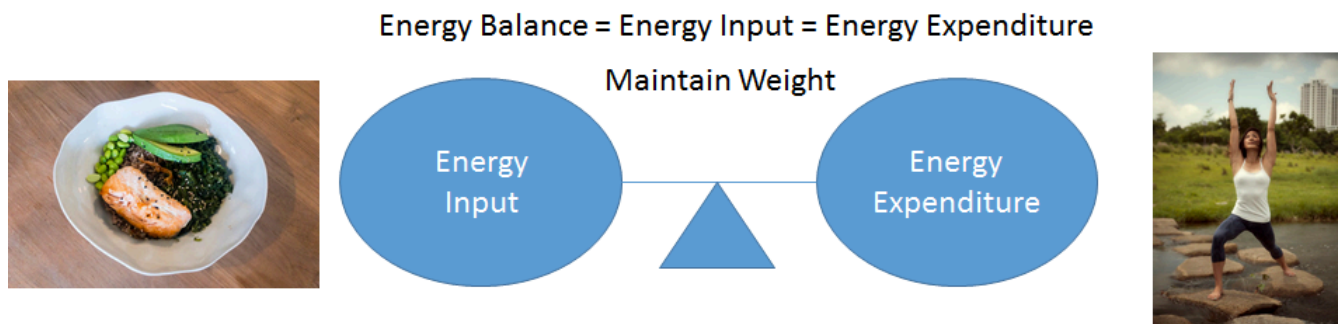 Energy Balance = Energy Input = Energy Expenditure
Maintain Weight
Energy
Input
Energy
Expenditure